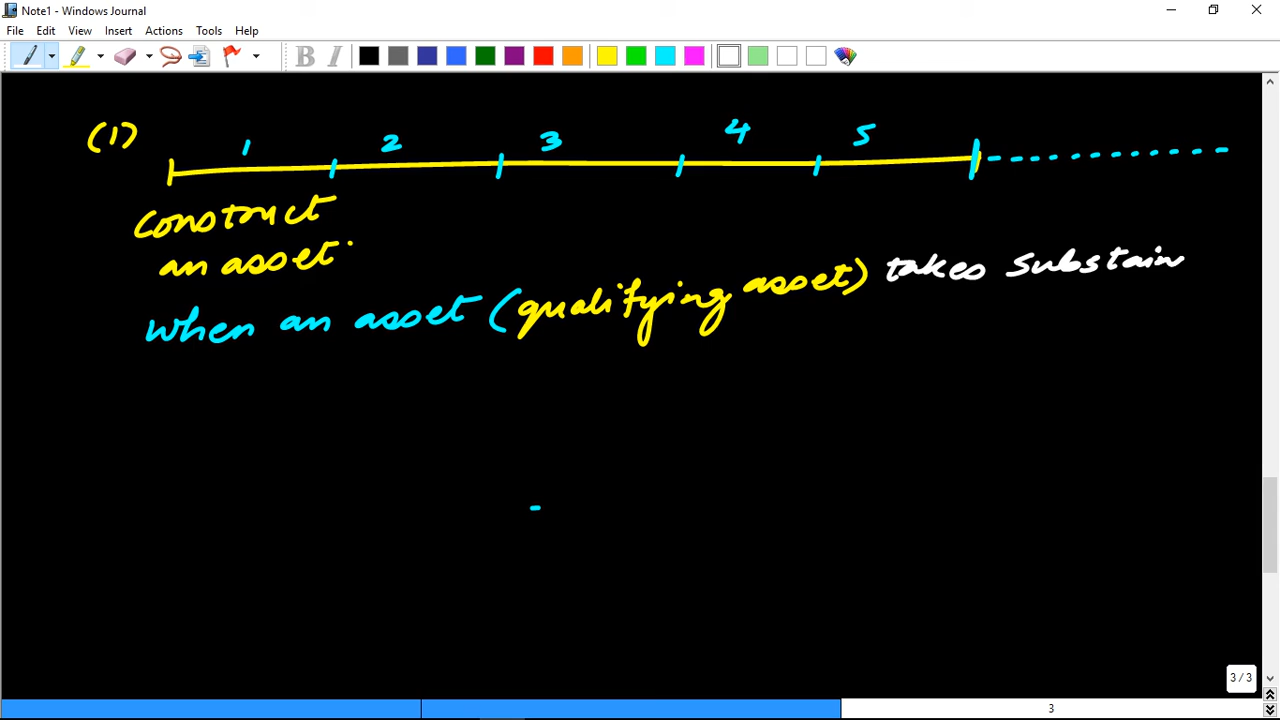 Note1 - Windows Journal
File Edit View Insert Actions Tools Help
B I
(1) 1 2 3 4 5
Construct
an asset
When an asset (qualifying asset) takes substain
3 / 3
3